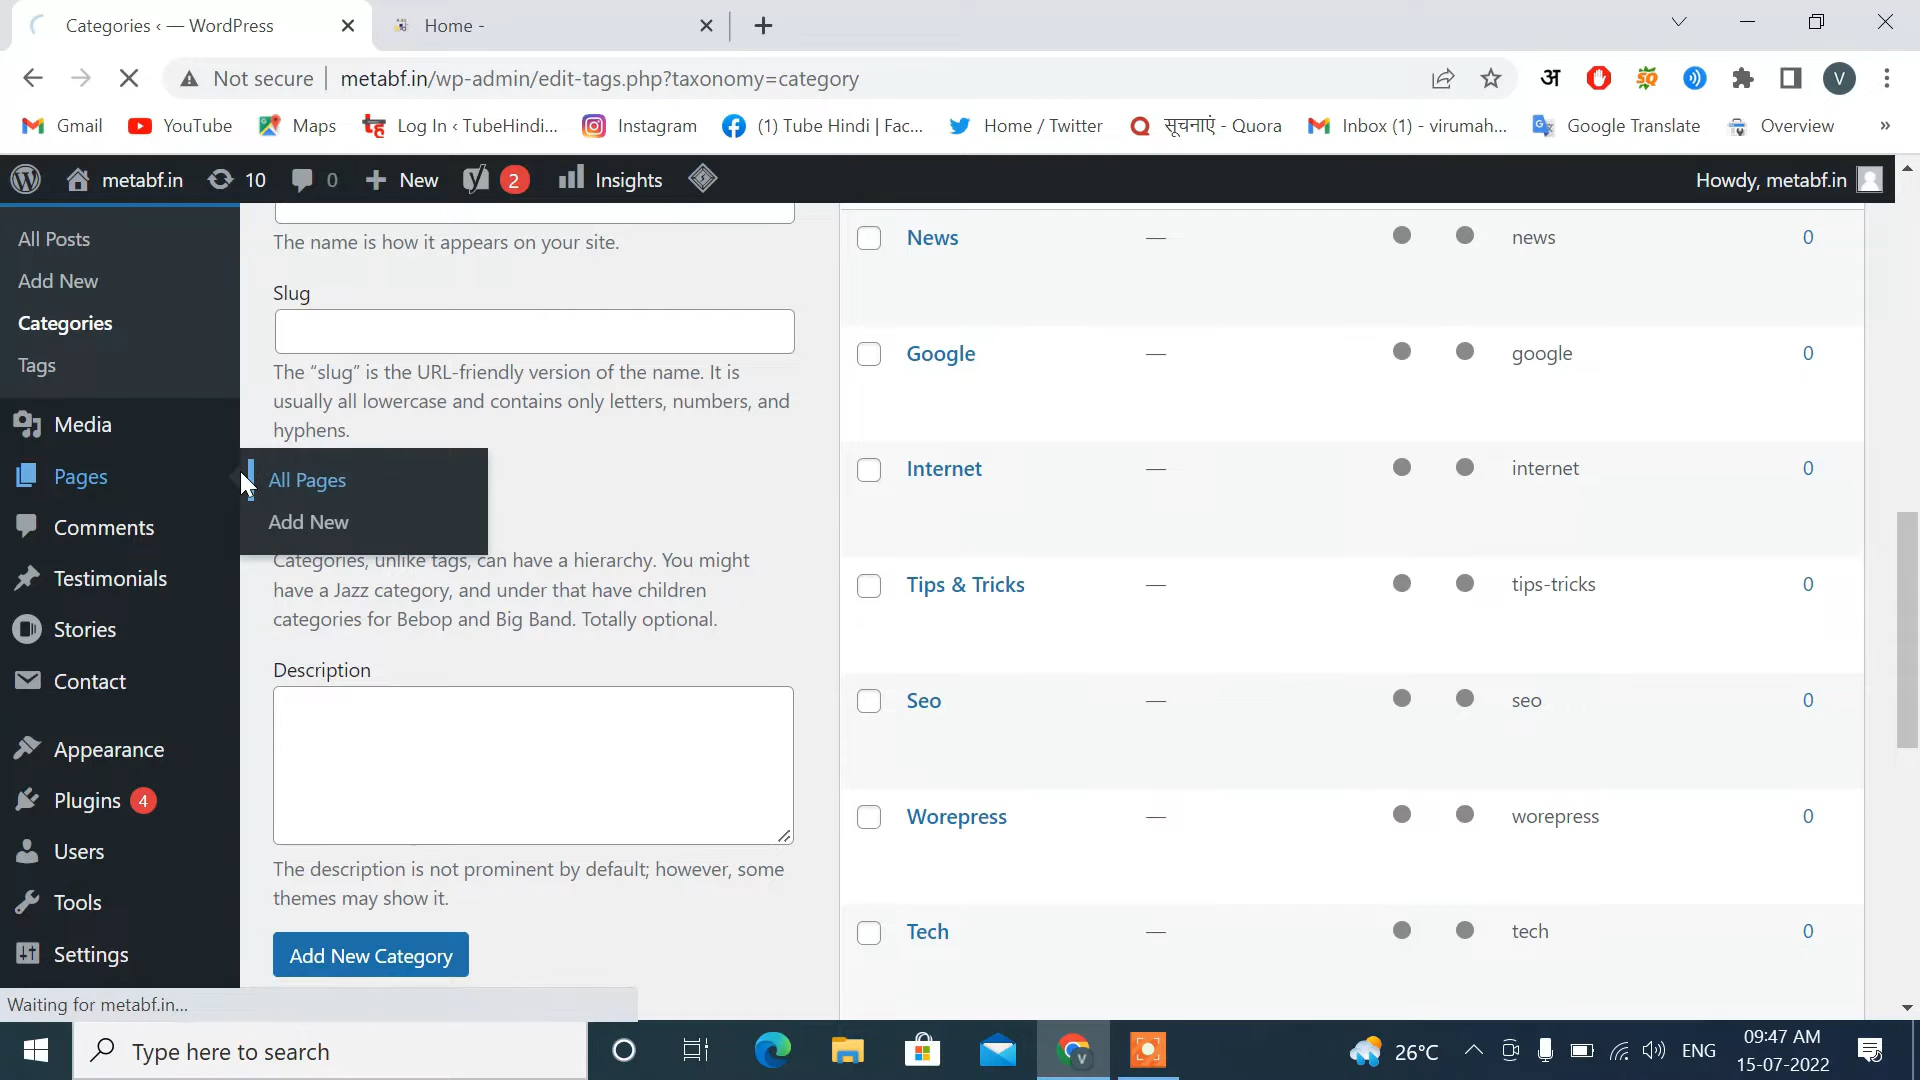 Categories ‹ — WordPress
Home -
Not secure
metabf.in/wp-admin/edit-tags.php?taxonomy=category
अ
V
Gmail
YouTube
Maps
Log In ‹ TubeHindi...
Instagram
(1) Tube Hindi | Fac...
Home / Twitter
सूचनाएं - Quora
Inbox (1) - virumah...
Google Translate
Overview
»
metabf.in
10
0
New
2
Insights
Howdy, metabf.in
All Posts
Add New
Categories
Tags
Media
Pages
Comments
Testimonials
Stories
Contact
Appearance
Plugins 4
Users
Tools
Settings
All Pages
Add New
The name is how it appears on your site.
Slug
The “slug” is the URL-friendly version of the name. It is
usually all lowercase and contains only letters, numbers, and
hyphens.
Categories, unlike tags, can have a hierarchy. You might
have a Jazz category, and under that have children
categories for Bebop and Big Band. Totally optional.
Description
The description is not prominent by default; however, some
themes may show it.
Add New Category
News — news 0
Google — google 0
Internet — internet 0
Tips & Tricks — tips-tricks 0
Seo — seo 0
Worepress — worepress 0
Tech — tech 0
Waiting for metabf.in...
Type here to search
V
26°C
ENG
09:47 AM
15-07-2022